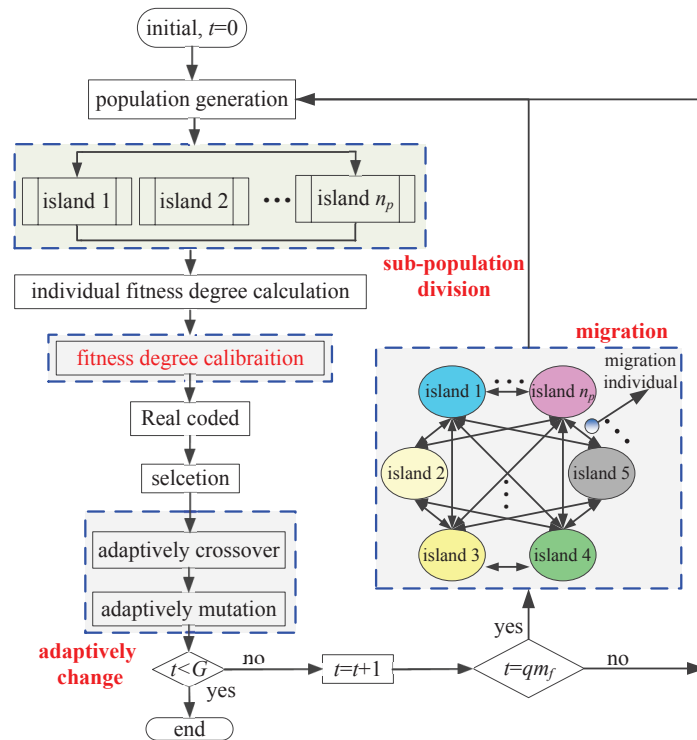 initial, t=0
population generation
island 1
island 2
•••
island nₚ
sub-population
division
individual fitness degree calculation
fitness degree calibraition
Real coded
selcetion
adaptively crossover
adaptively mutation
adaptively
change
t<G
no
yes
end
t=t+1
t=qm_f
yes
no
migration
migration
individual
island 1
island nₚ
island 2
island 5
island 3
island 4